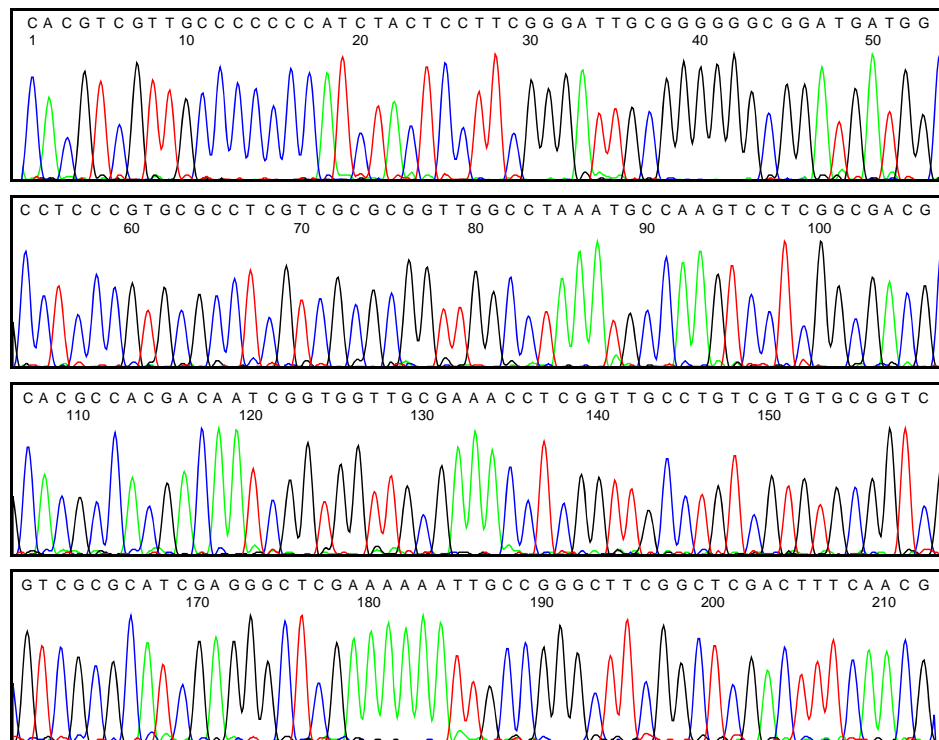 C A C G T C G T T G C C C C C C C A T C T A C T C C T T C G G G A T T G C G G G G G G C G G A T G A T G G
1 10 20 30 40 50
C C T C C C G T G C G C C T C G T C G C G C G G T T G G C C T A A A T G C C A A G T C C T C G G C G A C G
60 70 80 90 100
C A C G C C A C G A C A A T C G G T G G T T G C G A A A C C T C G G T T G C C T G T C G T G T G C G G T C
110 120 130 140 150
G T C G C G C A T C G A G G G C T C G A A A A A A T T G C C G G G C T T C G G C T C G A C T T T C A A C G
170 180 190 200 210